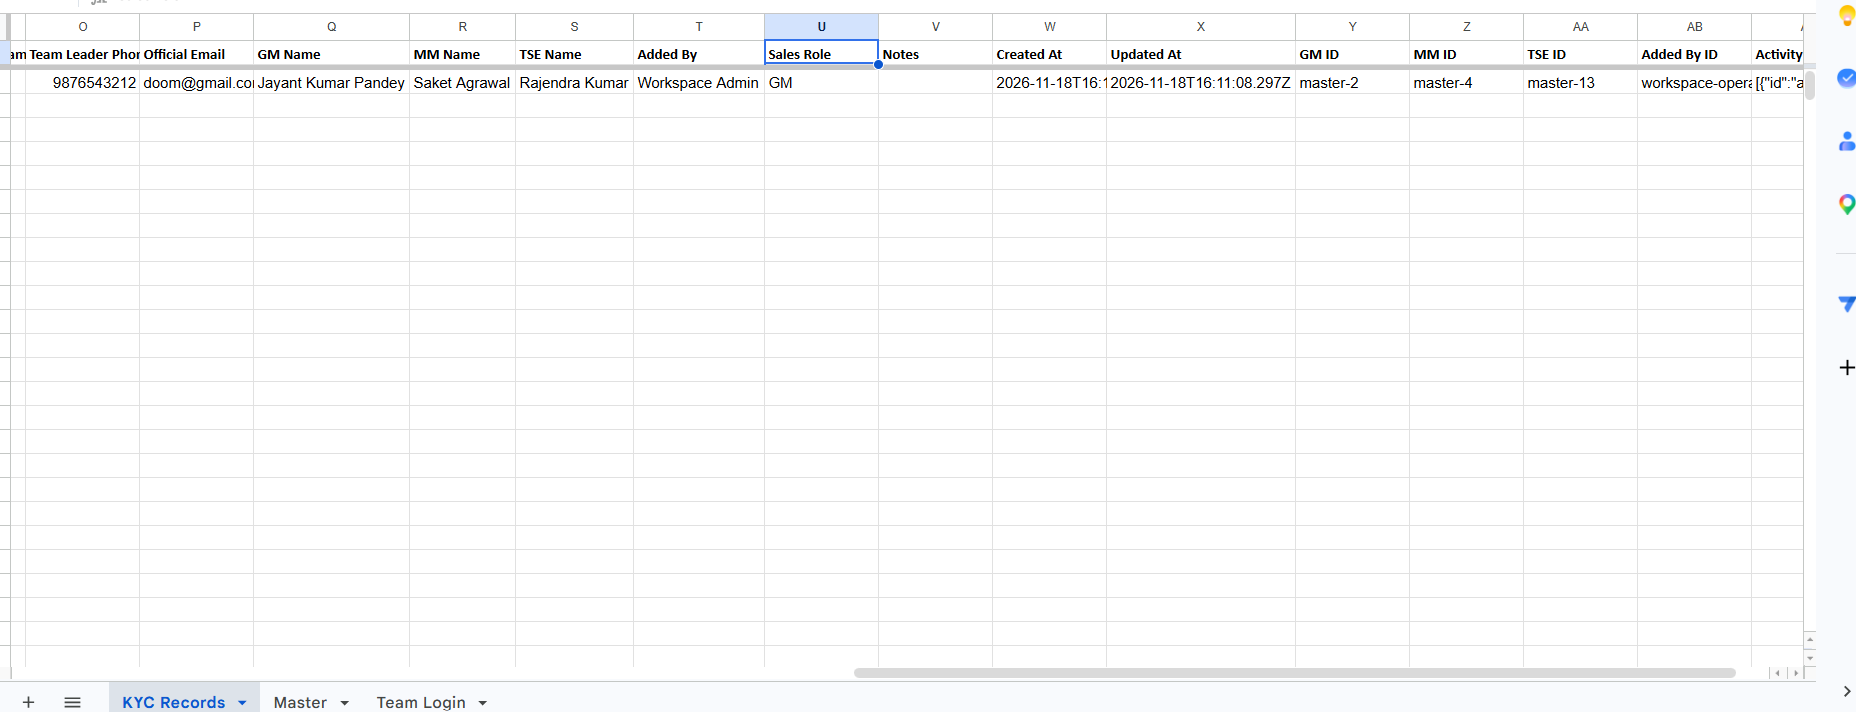 O P Q R S T U V W X Y Z AA AB
am Team Leader Phor Official Email GM Name MM Name TSE Name Added By Sales Role Notes Created At Updated At GM ID MM ID TSE ID Added By ID Activity
9876543212 doom@gmail.co Jayant Kumar Pandey Saket Agrawal Rajendra Kumar Workspace Admin GM 2026-11-18T16:1 2026-11-18T16:11:08.297Z master-2 master-4 master-13 workspace-opera [{"id":"a
KYC Records Master Team Login